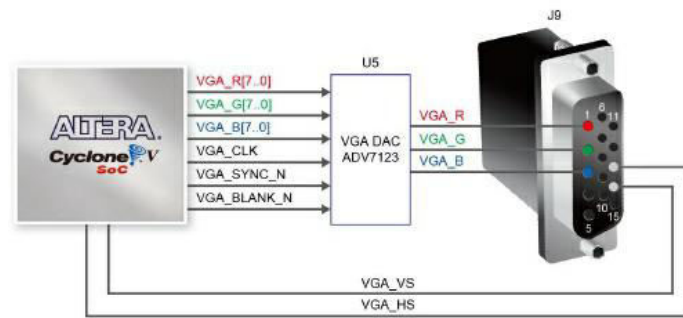 J9
U5
VGA_R[7..0]
VGA_G[7..0]
VGA_B[7..0]
VGA_CLK
VGA_SYNC_N
VGA_BLANK_N
ALTERA
Cyclone V
SoC
VGA DAC
ADV7123
VGA_R
VGA_G
VGA_B
1
6
11
5
10
15
VGA_VS
VGA_HS